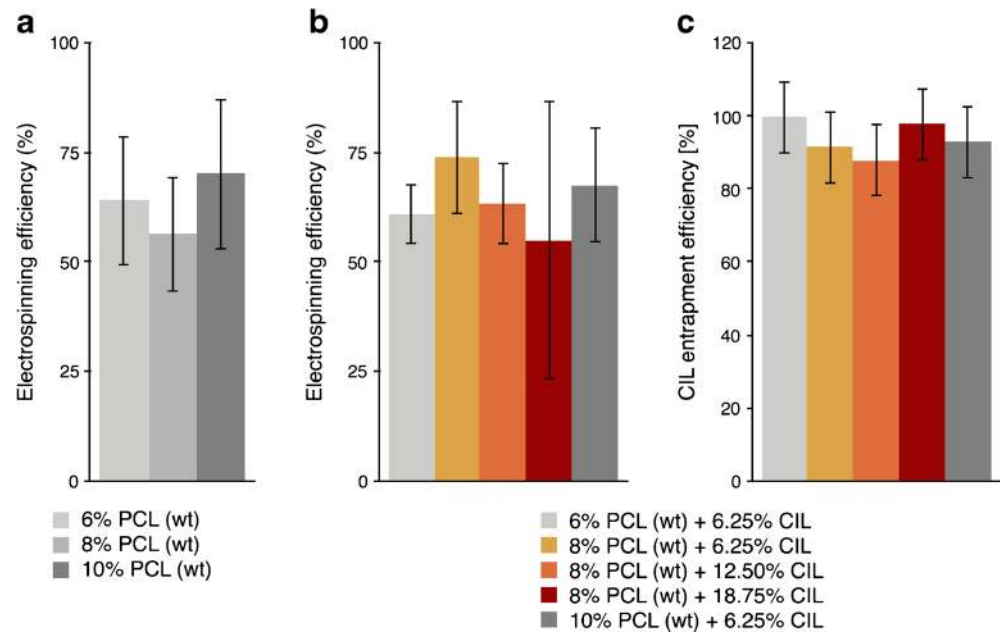 a
100
75
50
25
0
Electrospinning efficiency (%)
6% PCL (wt)
8% PCL (wt)
10% PCL (wt)
b
100
75
50
25
0
Electrospinning efficiency (%)
c
120
100
80
100
80
120
0
CIL entrapment efficiency [%]
6% PCL (wt) + 6.25% CIL
8% PCL (wt) + 6.25% CIL
8% PCL (wt) + 12.50% CIL
8% PCL (wt) + 18.75% CIL
10% PCL (wt) + 6.25% CIL